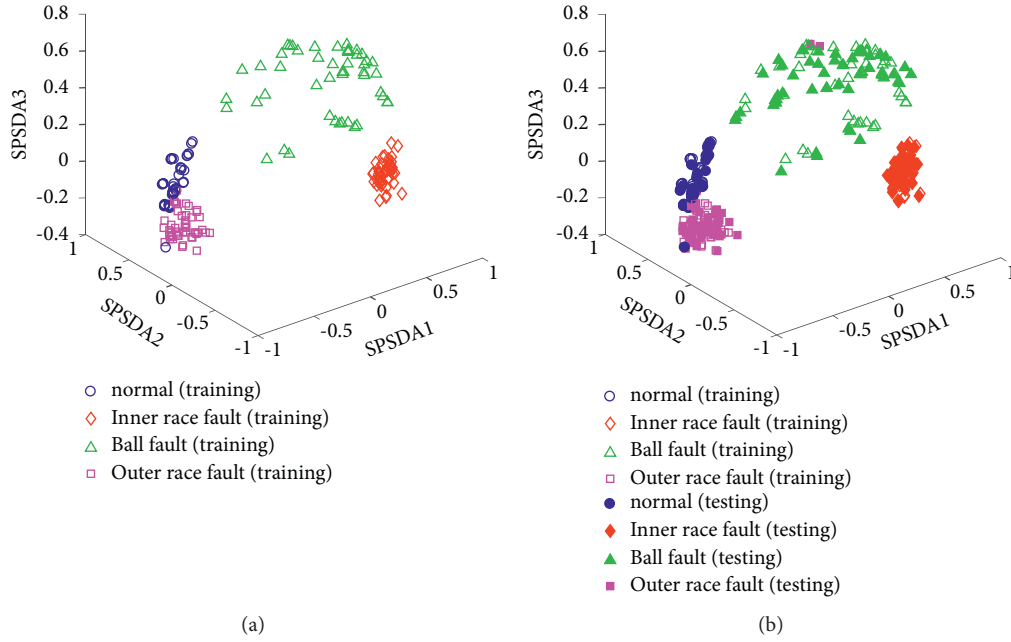 0.8
0.6
0.4
0.2
0
-0.2
-0.4
SPSDA3
1
0.5
0
-0.5
-1
SPSDA2
-1
-0.5
0
0.5
1
SPSDA1
normal (training)
Inner race fault (training)
Ball fault (training)
Outer race fault (training)
(a)
0.8
0.6
0.4
0.2
0
-0.2
-0.4
SPSDA3
1
0.5
0
-0.5
-1
SPSDA2
-1
-0.5
0
0.5
1
SPSDA1
normal (training)
Inner race fault (training)
Ball fault (training)
Outer race fault (training)
normal (testing)
Inner race fault (testing)
Ball fault (testing)
Outer race fault (testing)
(b)